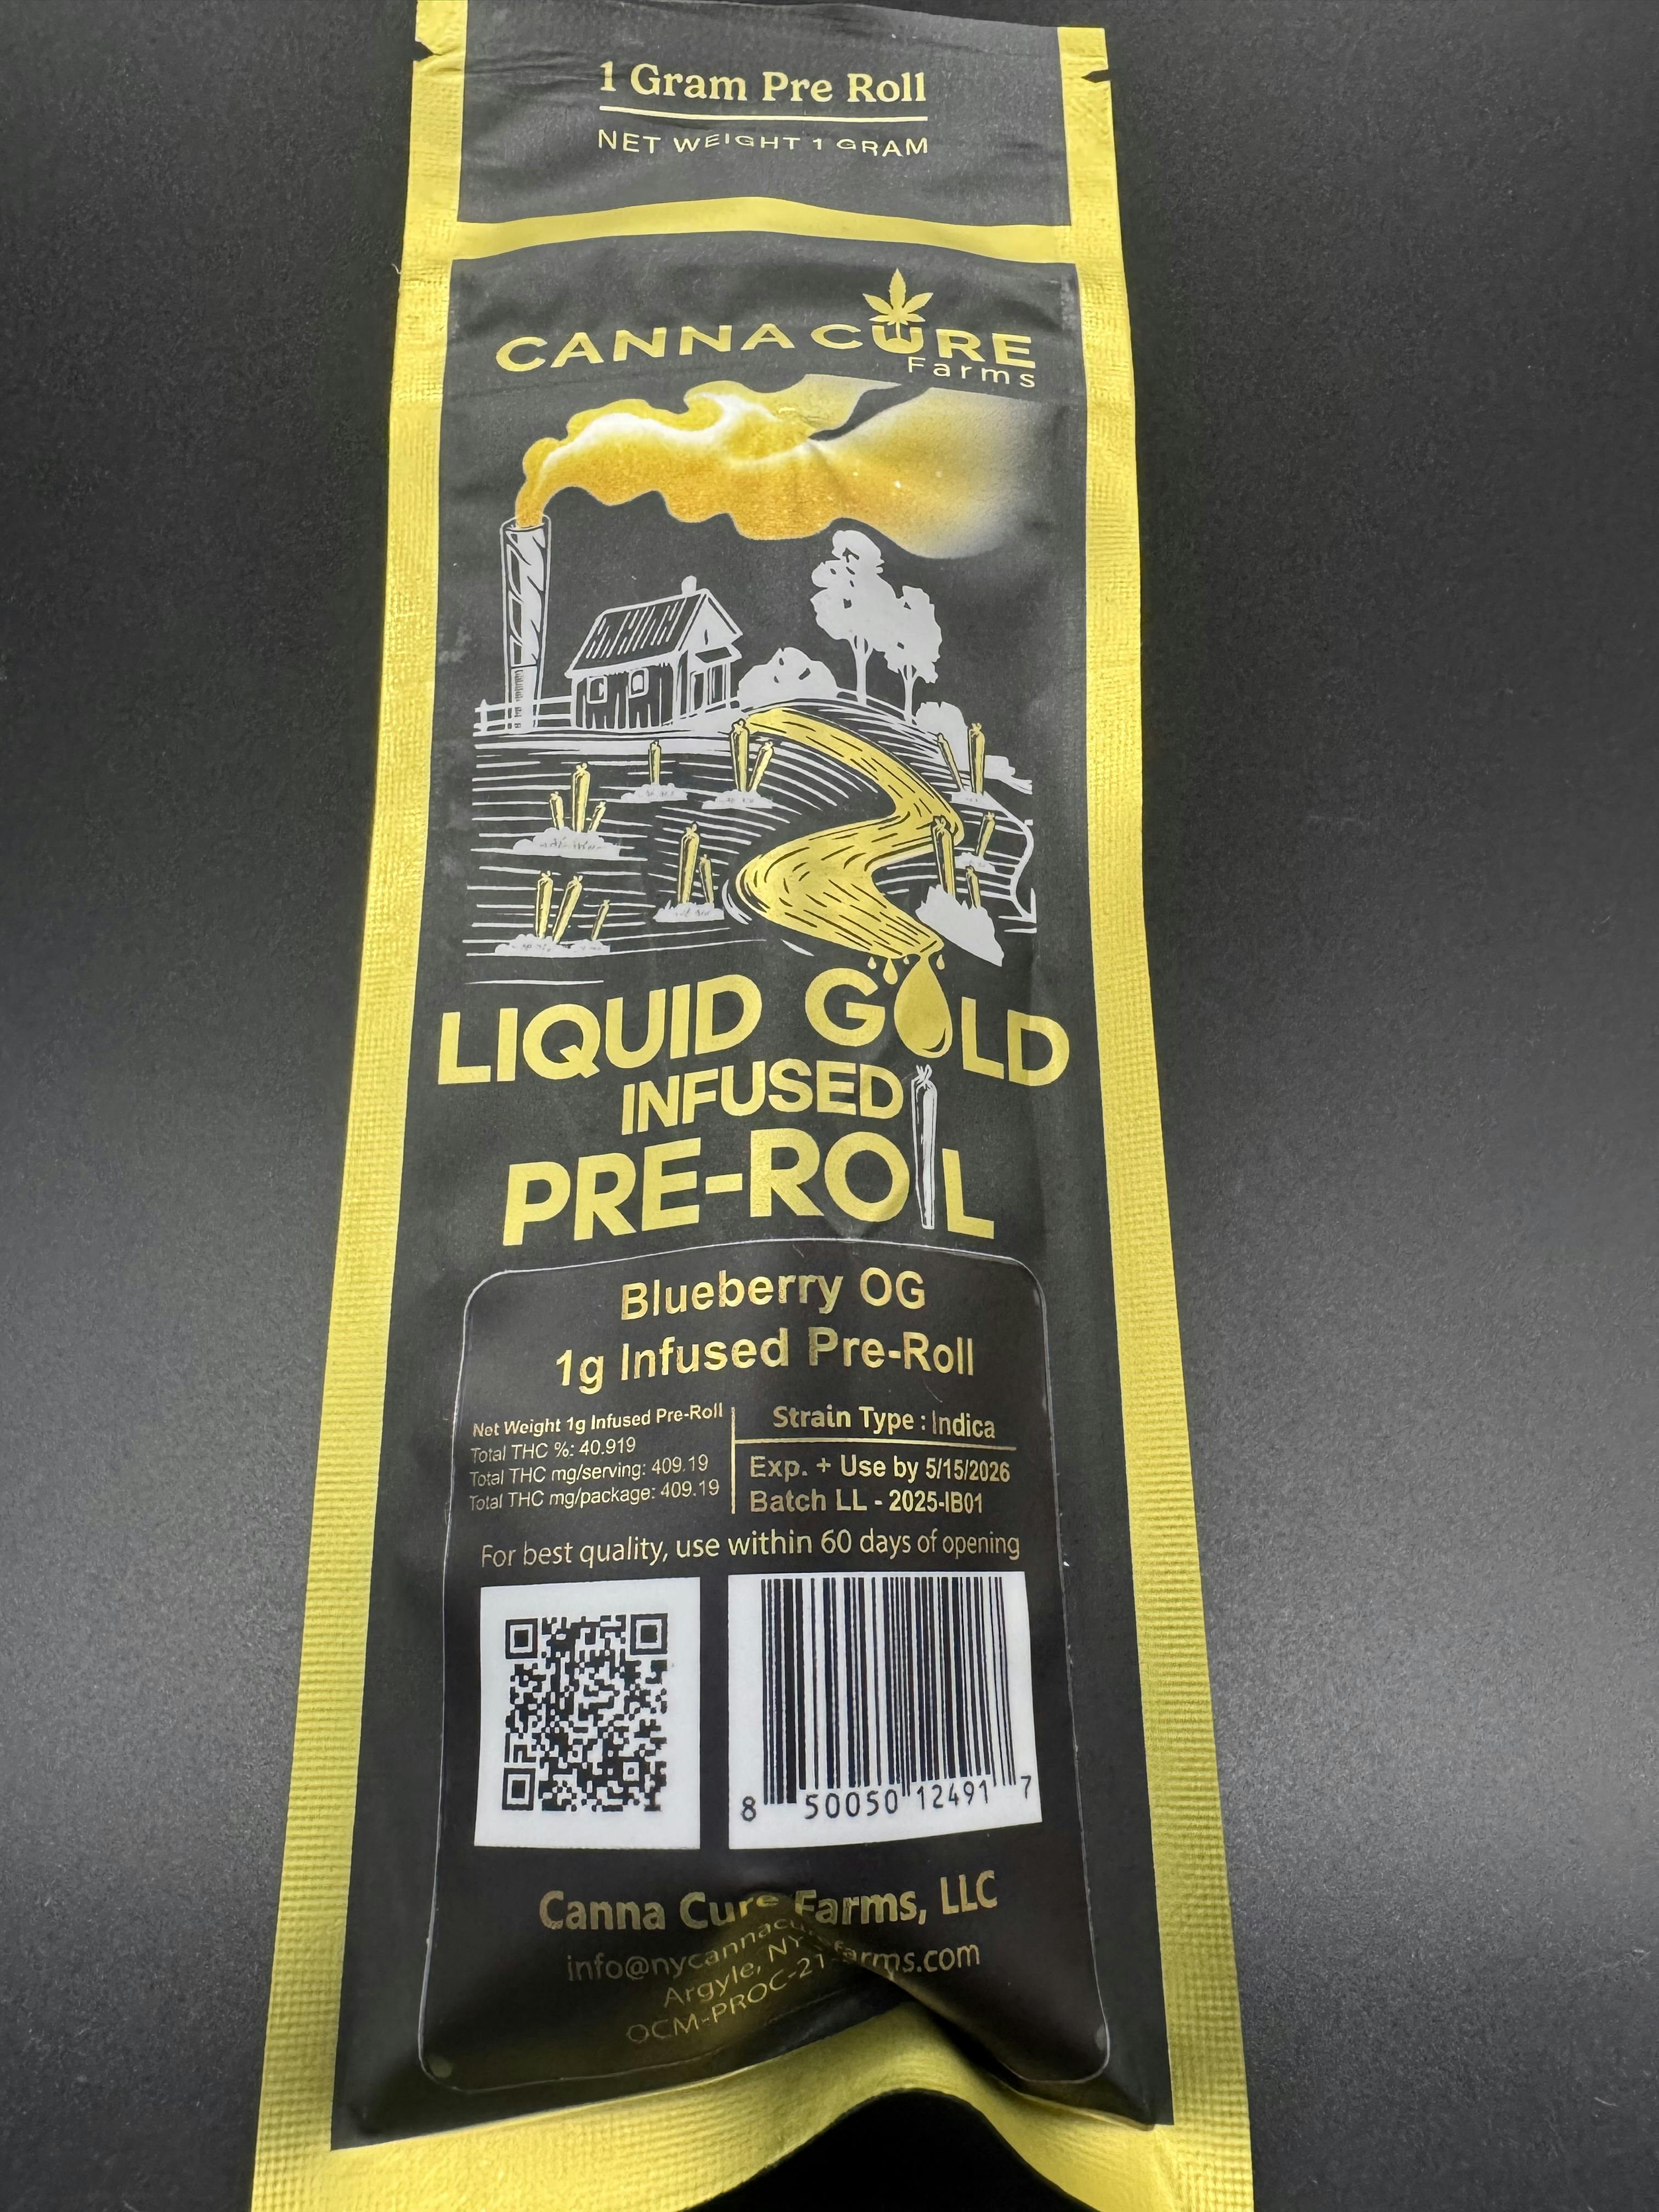 1 Gram Pre Roll
NET WEIGHT 1 GRAM
CANNA CURE
Farms
LIQUID GOLD
INFUSED
PRE-ROLL
Blueberry OG
1g Infused Pre-Roll
Net Weight 1g Infused Pre-Roll
Total THC %: 40.919
Total THC mg/serving: 409.19
Total THC mg/package: 409.19
Strain Type : Indica
Exp. + Use by 5/15/2026
Batch LL - 2025-IB01
For best quality, use within 60 days of opening
8 50050 12491 7
Canna Cure Farms, LLC
Argyle, NY